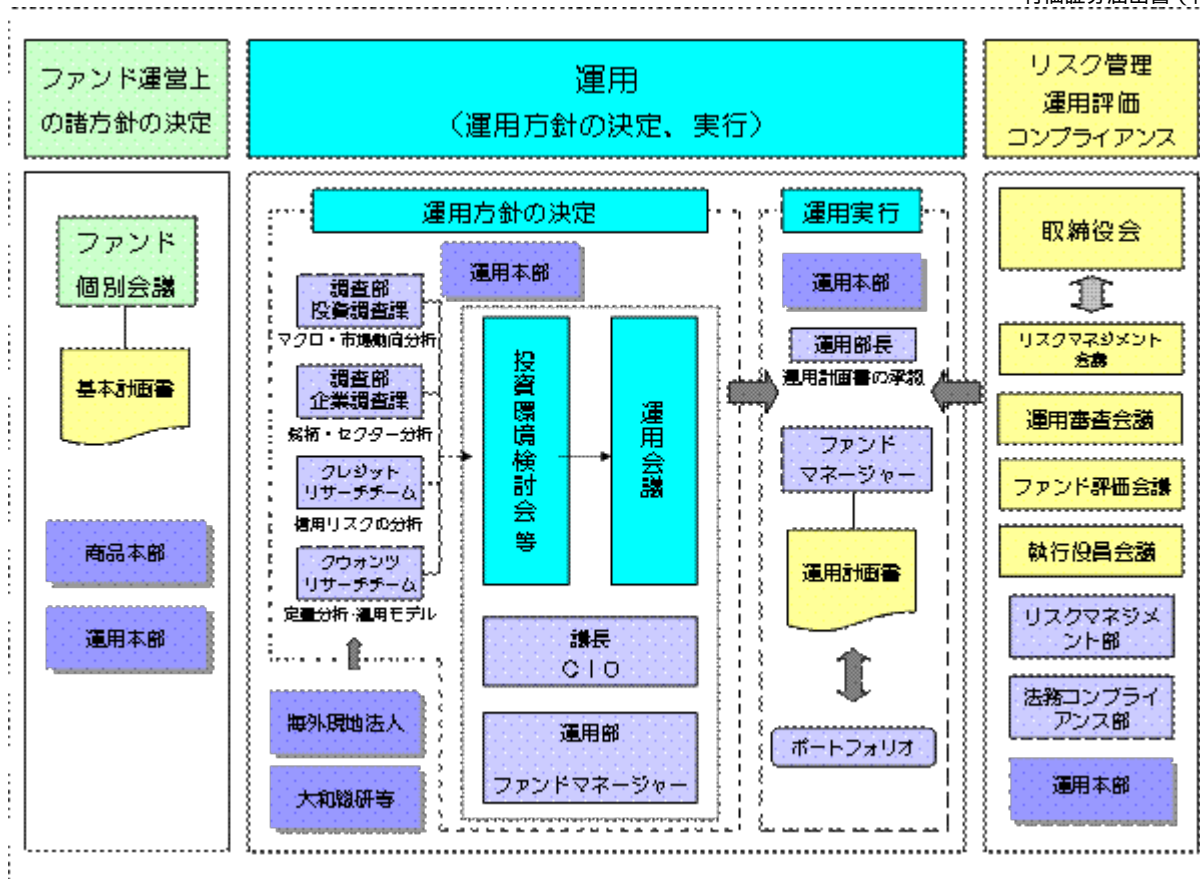 ファンド運営上
の諸方針の決定
運用
（運用方針の決定、実行）
リスク管理
運用評価
コンプライアンス
ファンド
個別会議
基本計画書
商品本部
運用本部
運用方針の決定
運用本部
調査部
投資調査課
マクロ・市場動向分析
調査部
企業調査課
銘柄・セクター分析
クレジット
リサーチチーム
信用リスクの分析
クウォンツ
リサーチチーム
定量分析・運用モデル
海外現地法人
大和総研等
投資環境検討会等
運用会議
議長
ＣＩＯ
運用部
ファンドマネージャー
運用実行
運用本部
運用部長
運用計画書の承認
ファンド
マネージャー
運用計画書
ポートフォリオ
取締役会
リスクマネジメント
会議
運用審査会議
ファンド評価会議
執行役員会議
リスクマネジメ
ント部
法務コンプライ
アンス部
運用本部